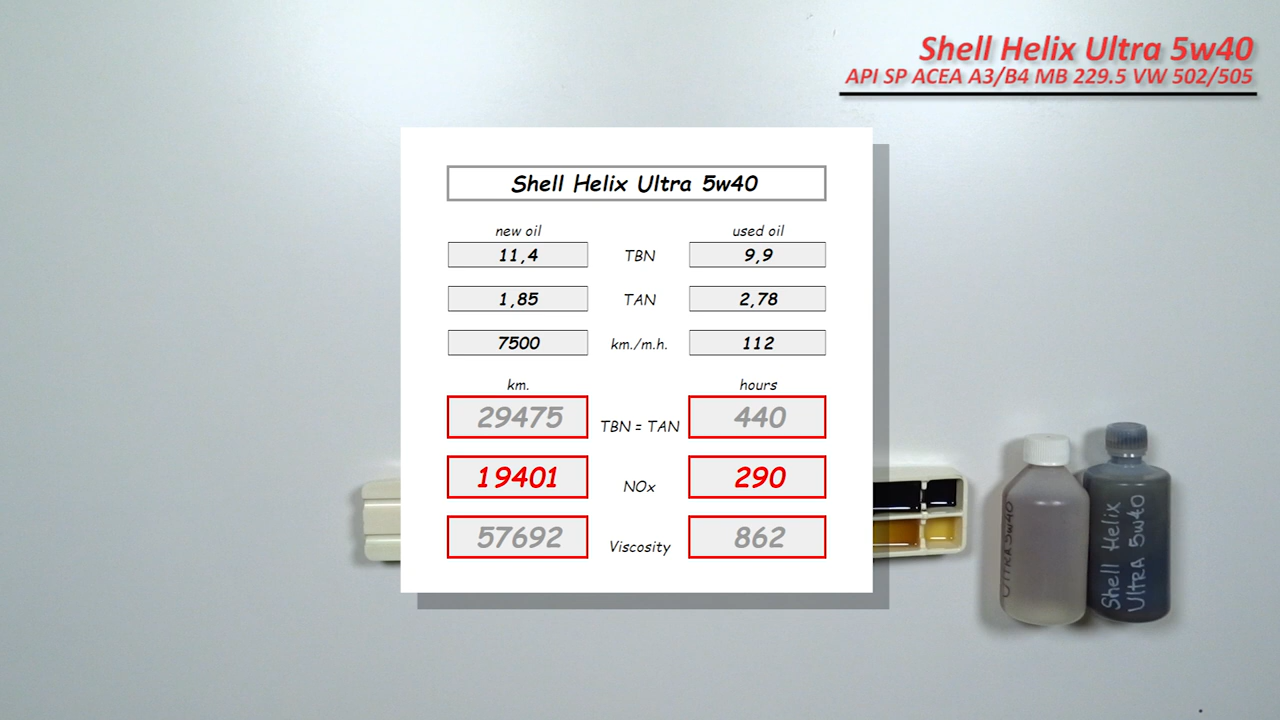 Shell Helix Ultra 5w40
API SP ACEA A3/B4 MB 229.5 VW 502/505
Shell Helix Ultra 5w40
new oil used oil
11,4 TBN 9,9
1,85 TAN 2,78
7500 km./m.h. 112
km. hours
29475 TBN = TAN 440
19401 NOx 290
57692 Viscosity 862
Ultra 5w40
Shell Helix
Ultra 5w40